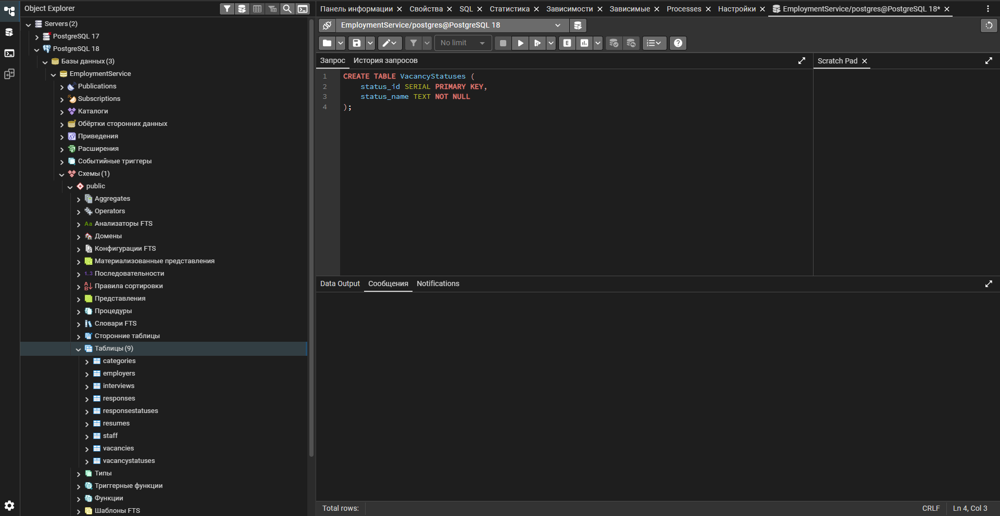 Object Explorer
Servers (2)
PostgreSQL 17
PostgreSQL 18
Базы данных (3)
EmploymentService
Publications
Subscriptions
Каталоги
Обёртки сторонних данных
Приведения
Расширения
Событийные триггеры
Схемы (1)
public
Aggregates
Operators
Aa Анализаторы FTS
Домены
Конфигурации FTS
Материализованные представления
1..3 Последовательности
Правила сортировки
Представления
Процедуры
Словари FTS
Сторонние таблицы
Таблицы (9)
categories
employers
interviews
responses
responsestatuses
resumes
staff
vacancies
vacancystatuses
Типы
Триггерные функции
Функции
Шаблоны FTS
Панель информации Свойства SQL Статистика Зависимости Зависимые Processes Настройки EmploymentService/postgres@PostgreSQL 18*
EmploymentService/postgres@PostgreSQL 18
No limit
E
Запрос История запросов
Scratch Pad
1 CREATE TABLE VacancyStatuses (
2 status_id SERIAL PRIMARY KEY,
3 status_name TEXT NOT NULL
4 );
Data Output Сообщения Notifications
Total rows:
CRLF Ln 4, Col 3